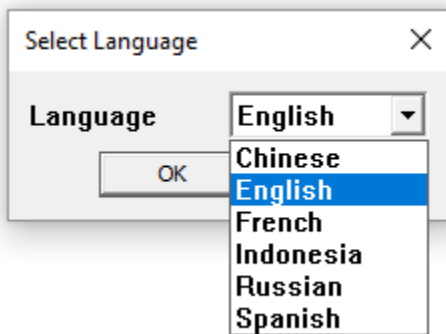 Select Language
Language English
OK
Chinese
English
French
Indonesia
Russian
Spanish